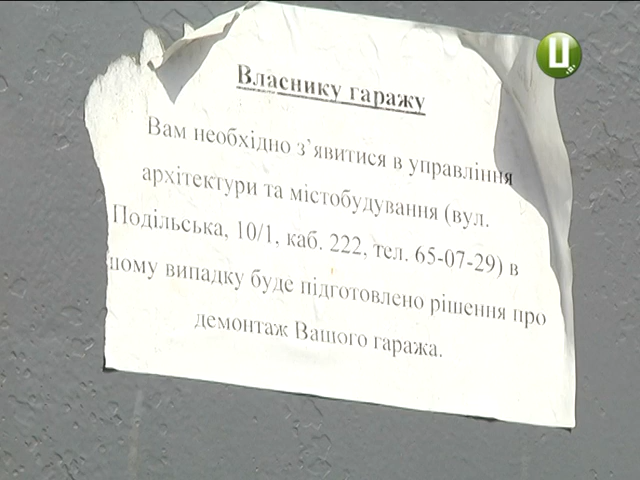 Ц
Власнику гаражу
Вам необхідно з'явитися в управління
архітектури та містобудування (вул.
Подільська, 10/1, каб. 222, тел. 65-07-29) в
випадку буде підготовлено рішення про
демонтаж Вашого гаража.